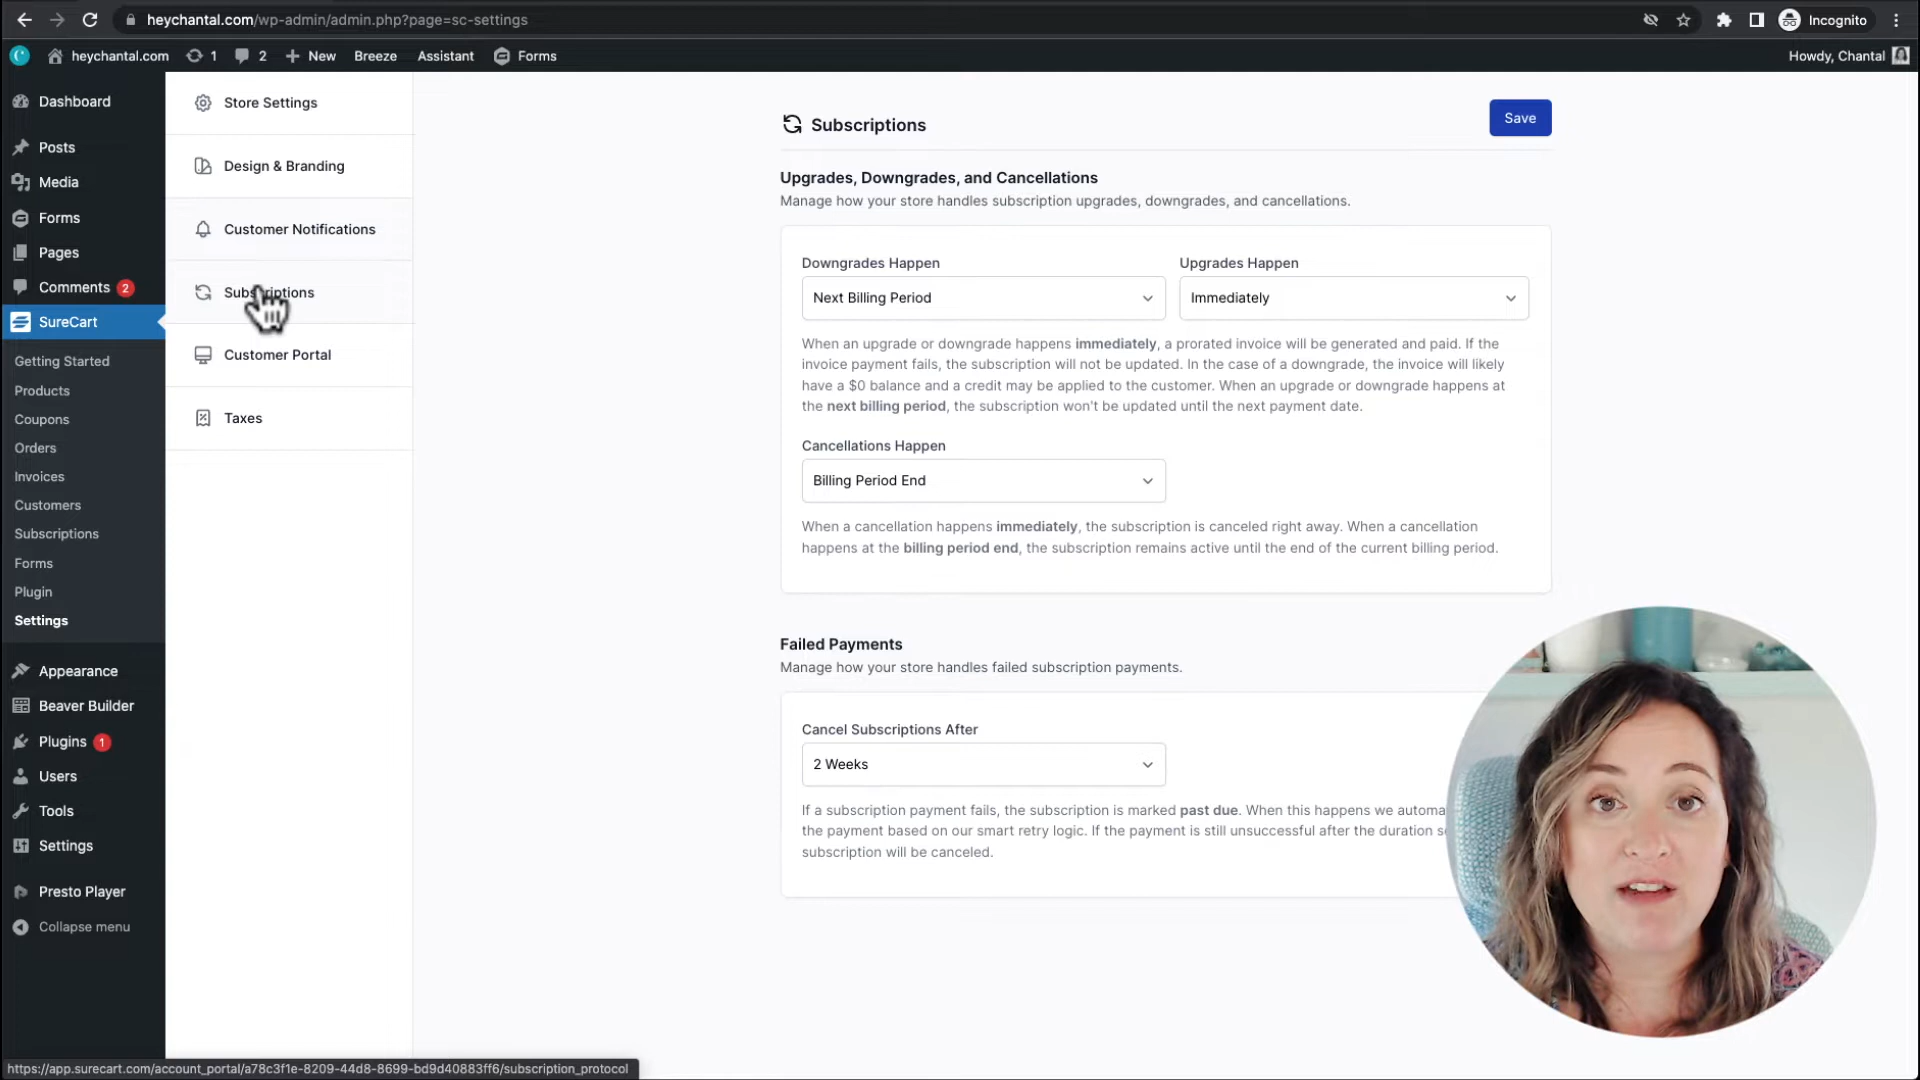 heychantal.com/wp-admin/admin.php?page=sc-settings
Incognito
heychantal.com
1
2
New
Breeze
Assistant
Forms
Howdy, Chantal
Dashboard
Posts
Media
Forms
Pages
Comments 2
SureCart
Getting Started
Products
Coupons
Orders
Invoices
Customers
Subscriptions
Forms
Plugin
Settings
Appearance
Beaver Builder
Plugins 1
Users
Tools
Settings
Presto Player
Collapse menu
Store Settings
Design & Branding
Customer Notifications
Subscriptions
Customer Portal
Taxes
Subscriptions
Save
Upgrades, Downgrades, and Cancellations
Manage how your store handles subscription upgrades, downgrades, and cancellations.
Downgrades Happen
Next Billing Period
Upgrades Happen
Immediately
When an upgrade or downgrade happens immediately, a prorated invoice will be generated and paid. If the
invoice payment fails, the subscription will not be updated. In the case of a downgrade, the invoice will likely
have a $0 balance and a credit may be applied to the customer. When an upgrade or downgrade happens at
the next billing period, the subscription won't be updated until the next payment date.
Cancellations Happen
Billing Period End
When a cancellation happens immediately, the subscription is canceled right away. When a cancellation
happens at the billing period end, the subscription remains active until the end of the current billing period.
Failed Payments
Manage how your store handles failed subscription payments.
Cancel Subscriptions After
2 Weeks
If a subscription payment fails, the subscription is marked past due. When this happens we automa
the payment based on our smart retry logic. If the payment is still unsuccessful after the duration s
subscription will be canceled.
https://app.surecart.com/account_portal/a78c3f1e-8209-44d8-8699-bd9d40883ff6/subscription_protocol